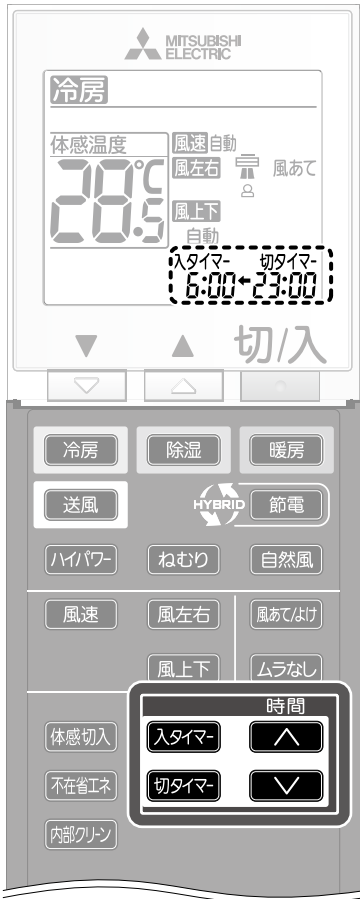 MITSUBISHI
ELECTRIC
冷房
体感温度
28.5℃
風速 自動
風左右 風あて
風上下
自動
入タイマー 切タイマー
6:00←23:00
▼ ▲ 切/入
▽ △
冷房 除湿 暖房
送風 HYBRID 節電
ハイパワー ねむり 自然風
風速 風左右 風あて/よけ
風上下 ムラなし
時間
体感切入 入タイマー ∧
不在省エネ 切タイマー ∨
内部クリーン